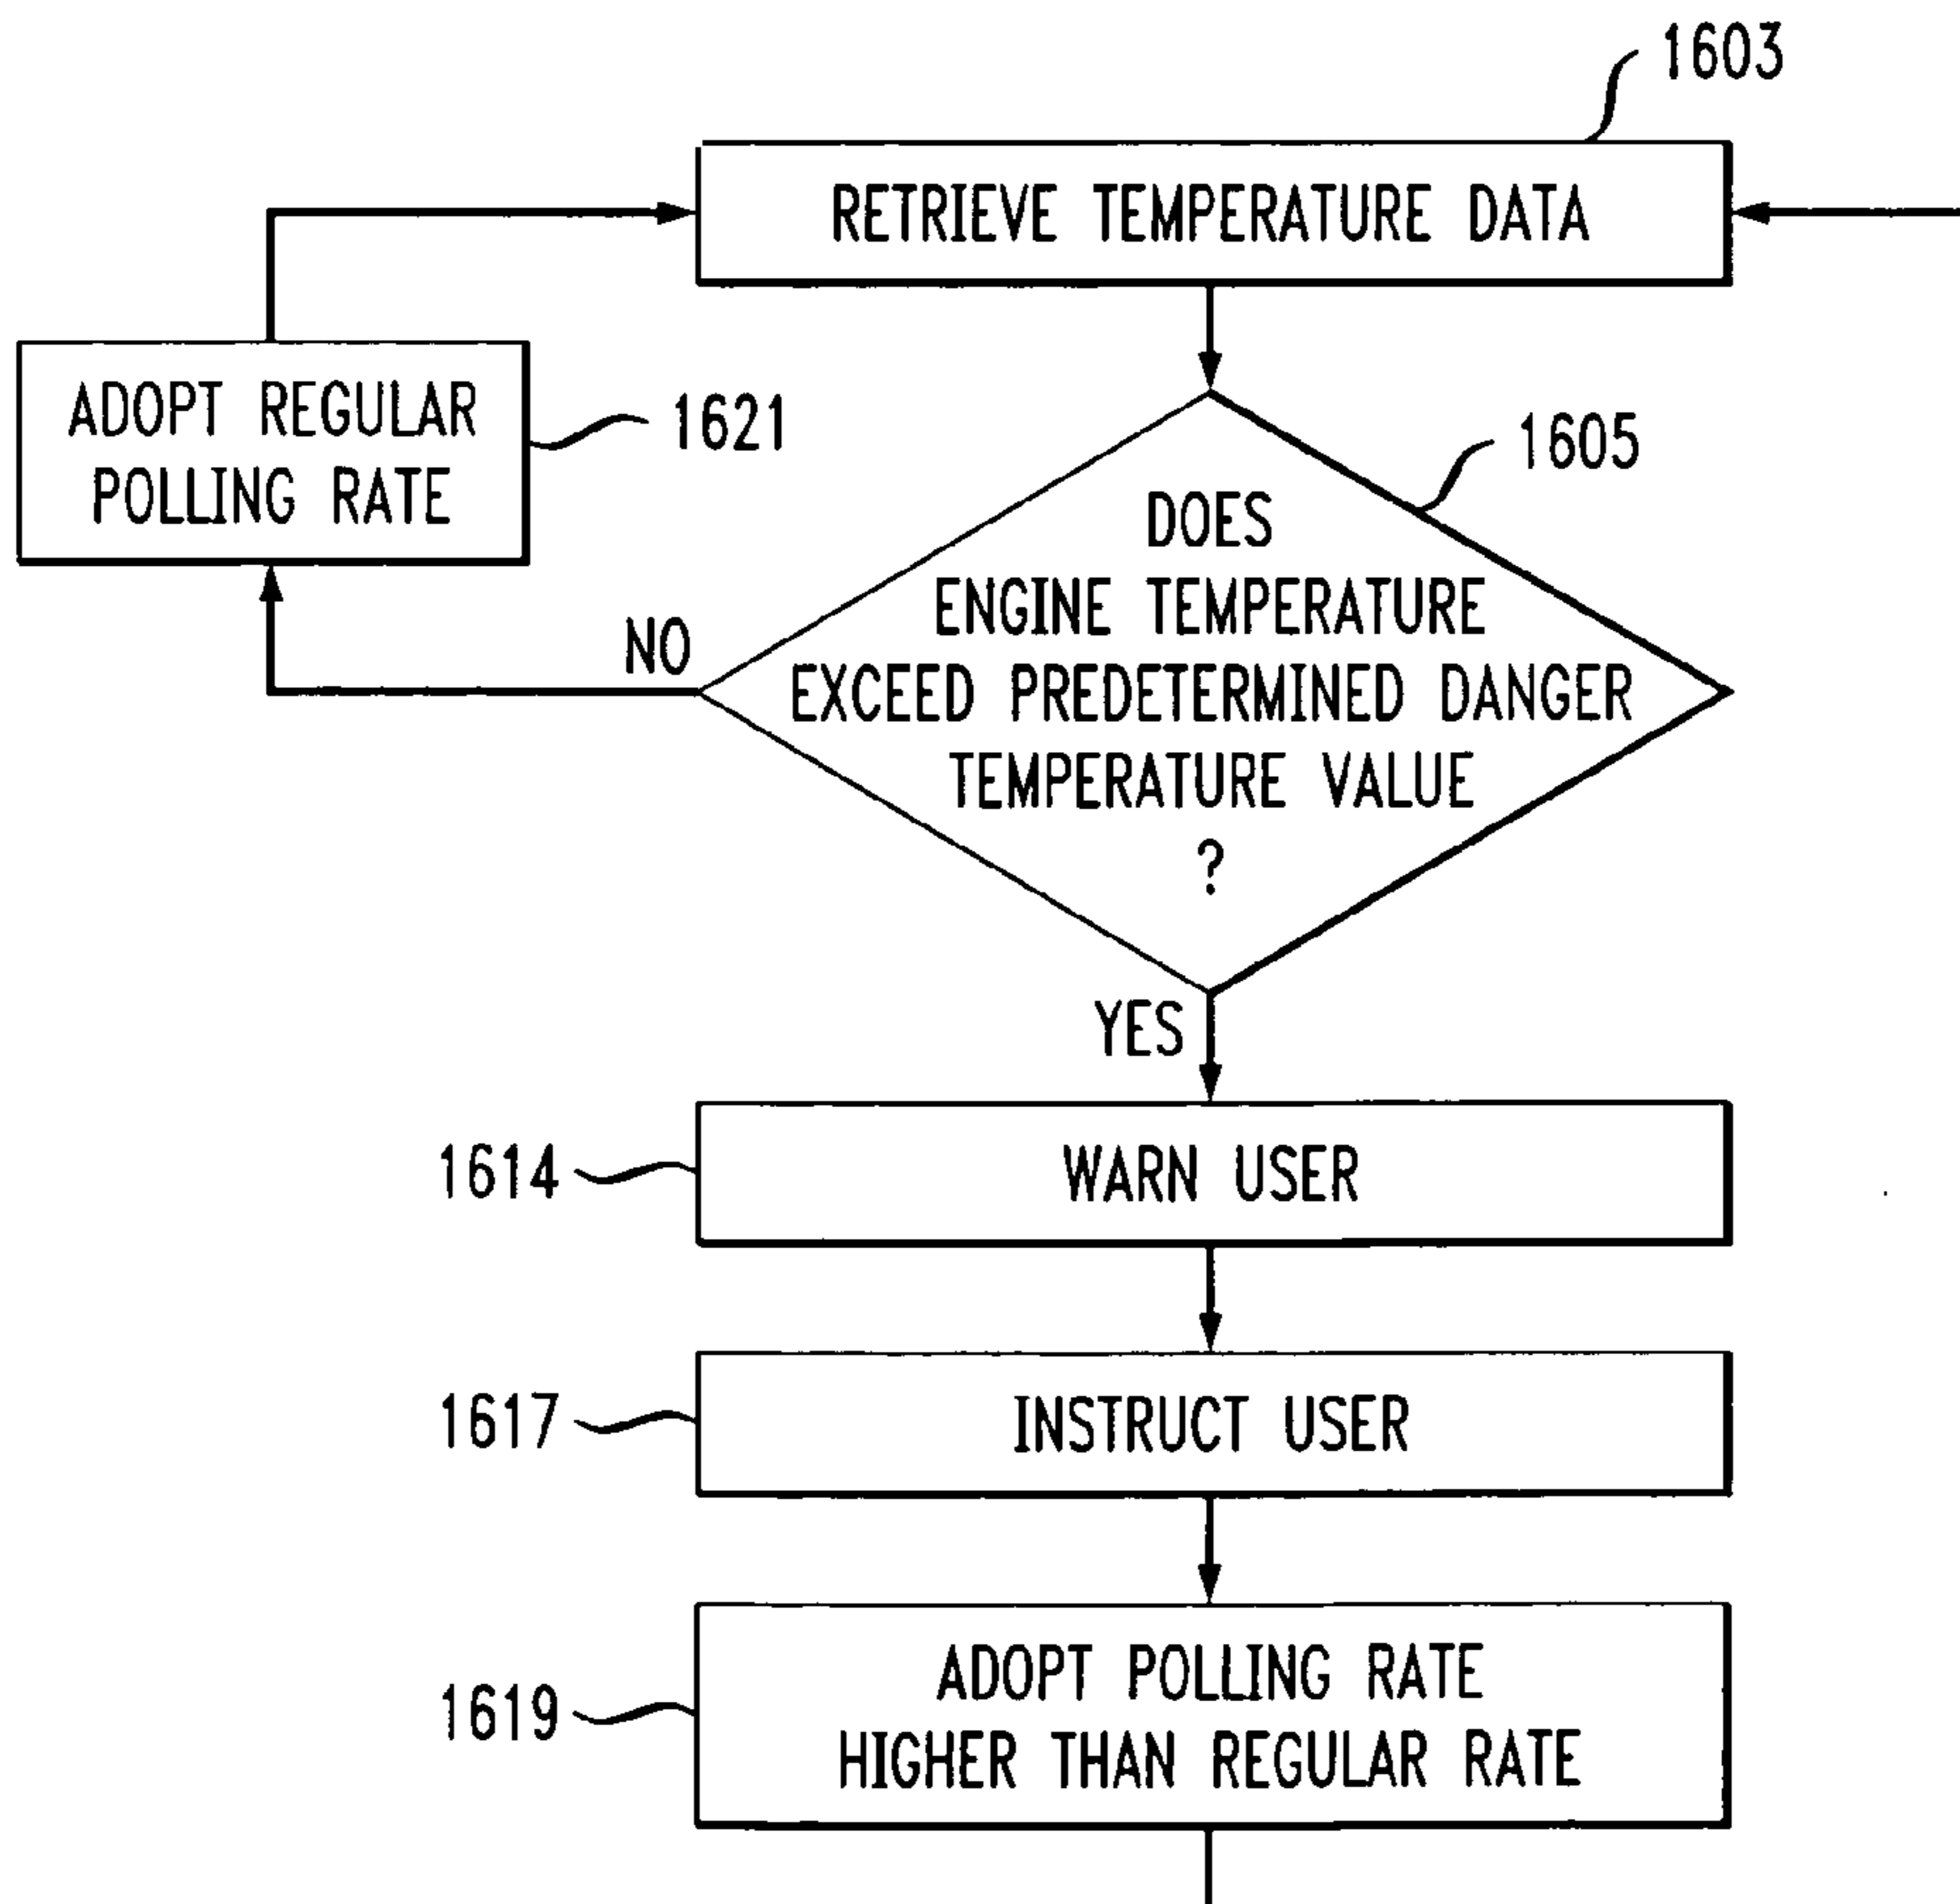 1603
RETRIEVE TEMPERATURE DATA
ADOPT REGULAR
POLLING RATE
1621
1605
DOES
ENGINE TEMPERATURE
EXCEED PREDETERMINED DANGER
TEMPERATURE VALUE
?
NO
YES
1614
WARN USER
1617
INSTRUCT USER
1619
ADOPT POLLING RATE
HIGHER THAN REGULAR RATE